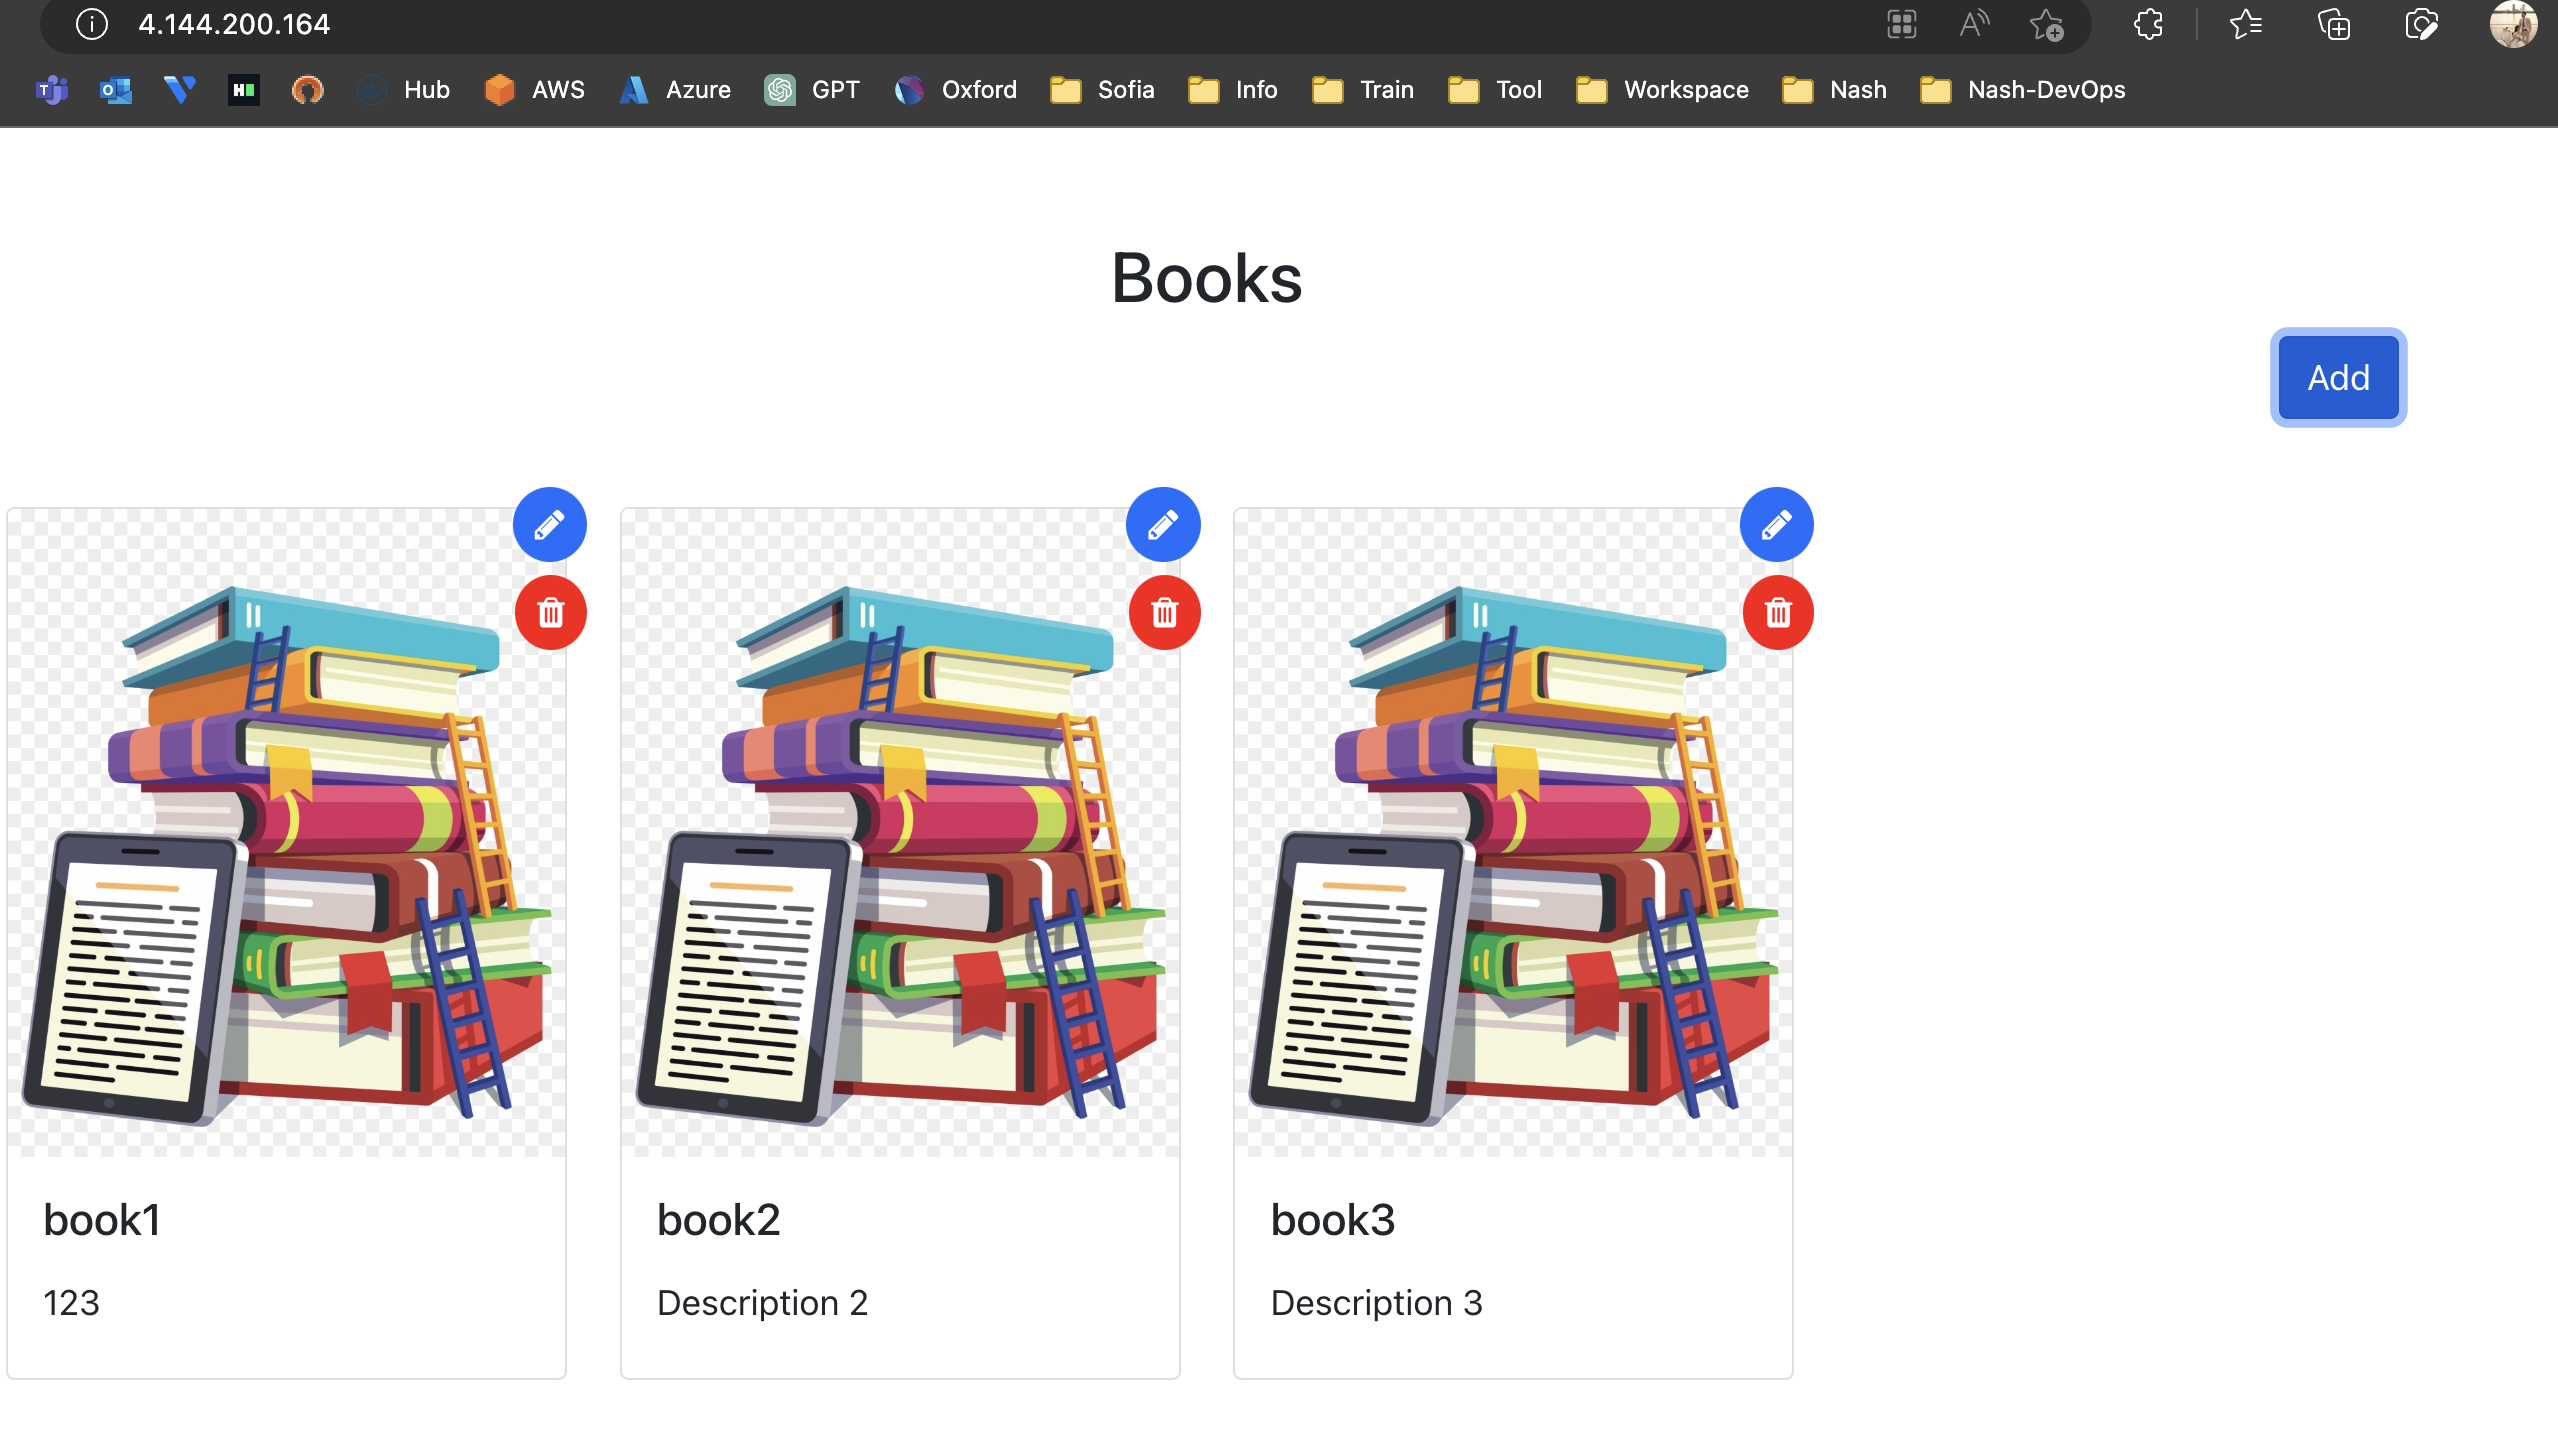 4.144.200.164
Hub AWS Azure GPT Oxford Sofia Info Train Tool Workspace Nash Nash-DevOps
Books
Add
book1 book2 book3
123 Description 2 Description 3